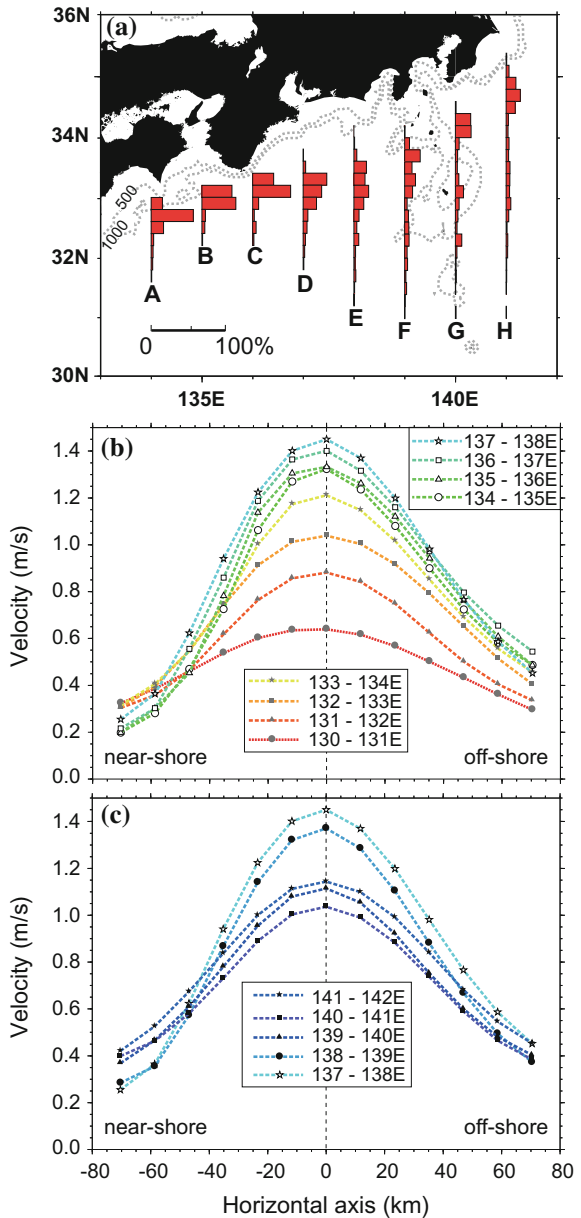 36N
(a)
34N
500
1000
32N
30N
A
B
C
D
E
F
G
H
0
100%
135E
140E
(b)
1.4
1.2
1.0
0.8
0.6
0.4
0.2
0.0
Velocity (m/s)
137 - 138E
136 - 137E
135 - 136E
134 - 135E
133 - 134E
132 - 133E
131 - 132E
130 - 131E
near-shore
off-shore
(c)
1.4
1.2
1.0
0.8
0.6
0.4
0.2
0.0
Velocity (m/s)
141 - 142E
140 - 141E
139 - 140E
138 - 139E
137 - 138E
near-shore
off-shore
-80 -60 -40 -20 0 20 40 60 80
Horizontal axis (km)